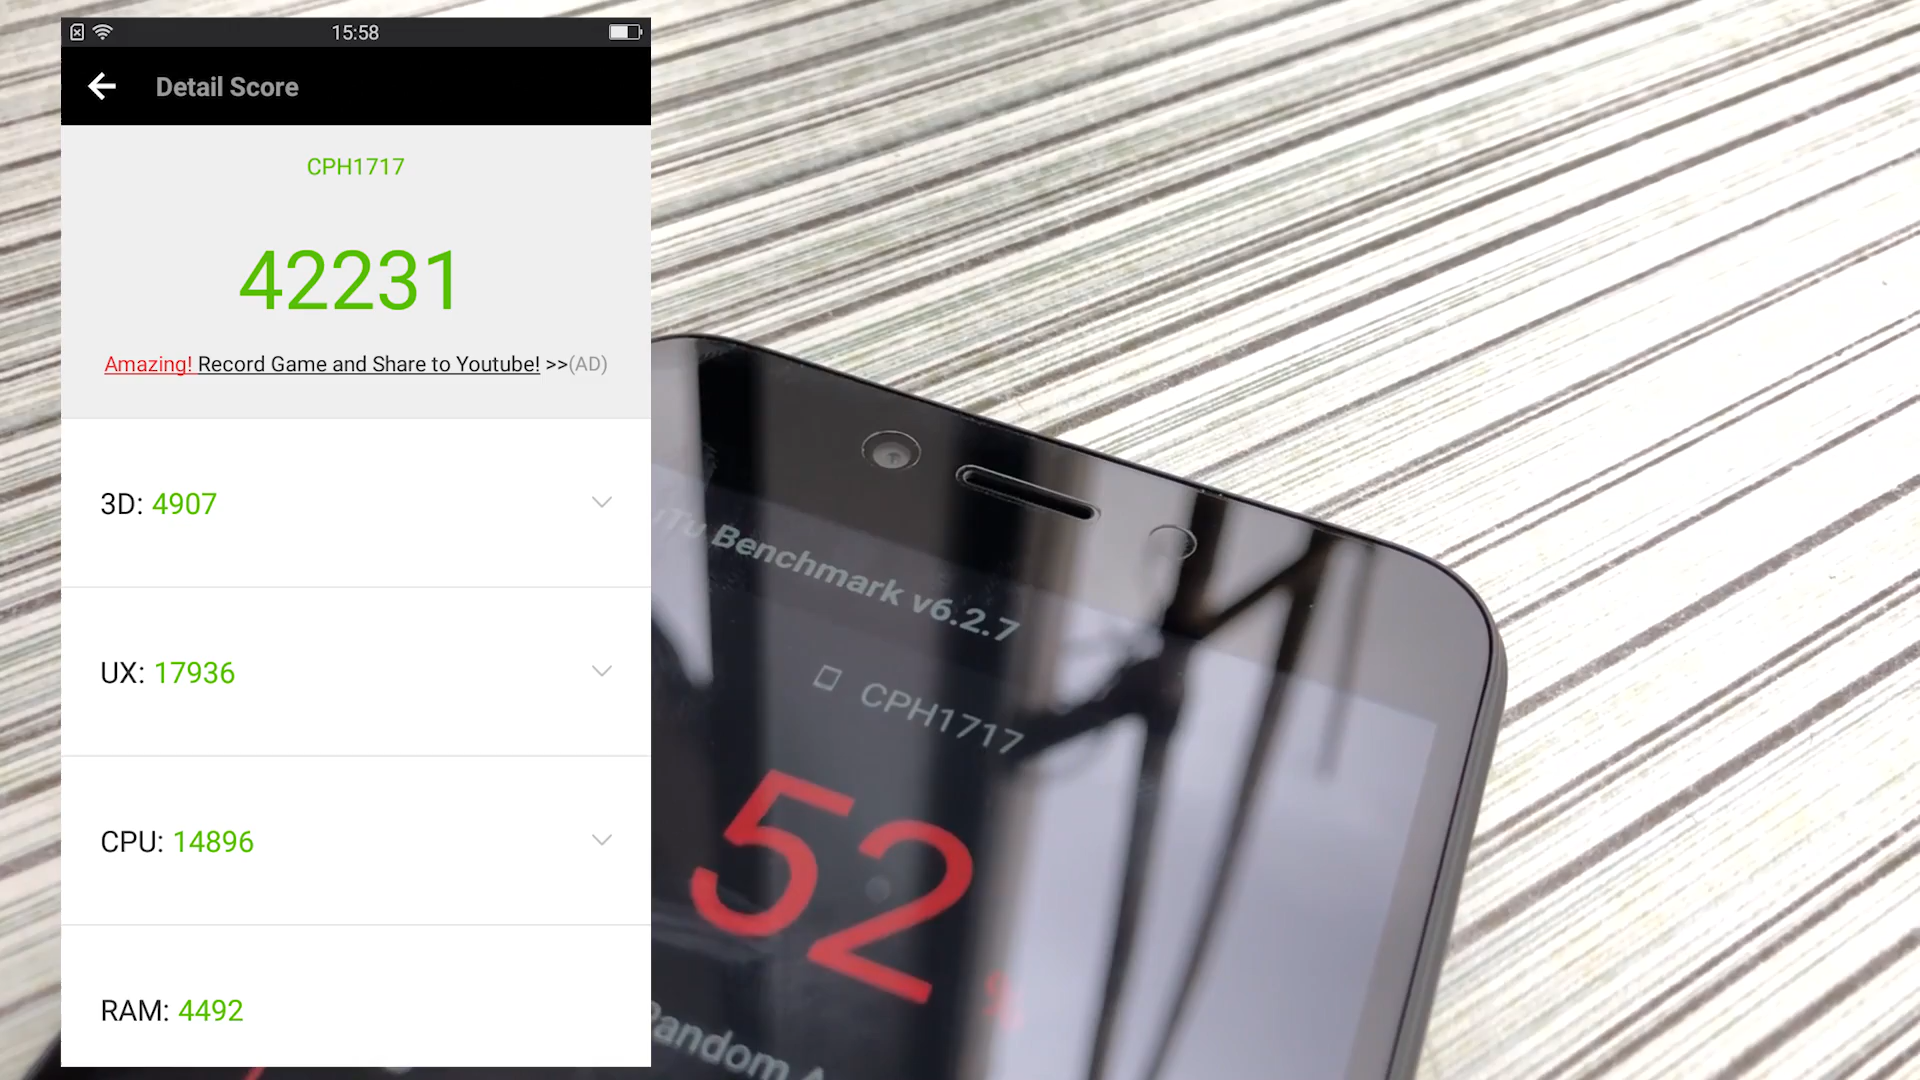 15:58
Detail Score
CPH1717
42231
Amazing! Record Game and Share to Youtube! >>(AD)
3D: 4907
UX: 17936
CPU: 14896
RAM: 4492
Benchmark v6.2.7
CPH1717
52
%